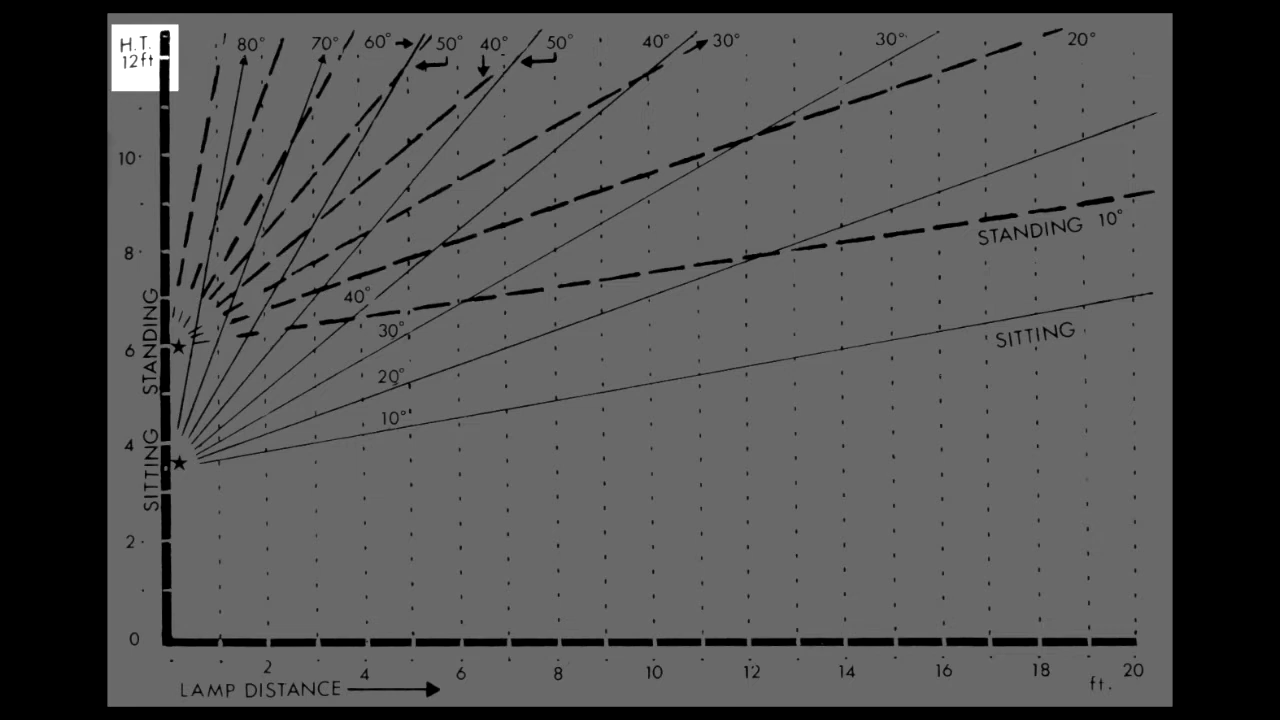 H.T.
12ft
80° 70° 60° 50° 40° 50° 40° 30° 30° 20°
10
8
STANDING 10°
STANDING
40°
30°
SITTING
6
20°
10°
4
SITTING
2
0
2 4 6 8 10 12 14 16 18 20
ft.
LAMP DISTANCE